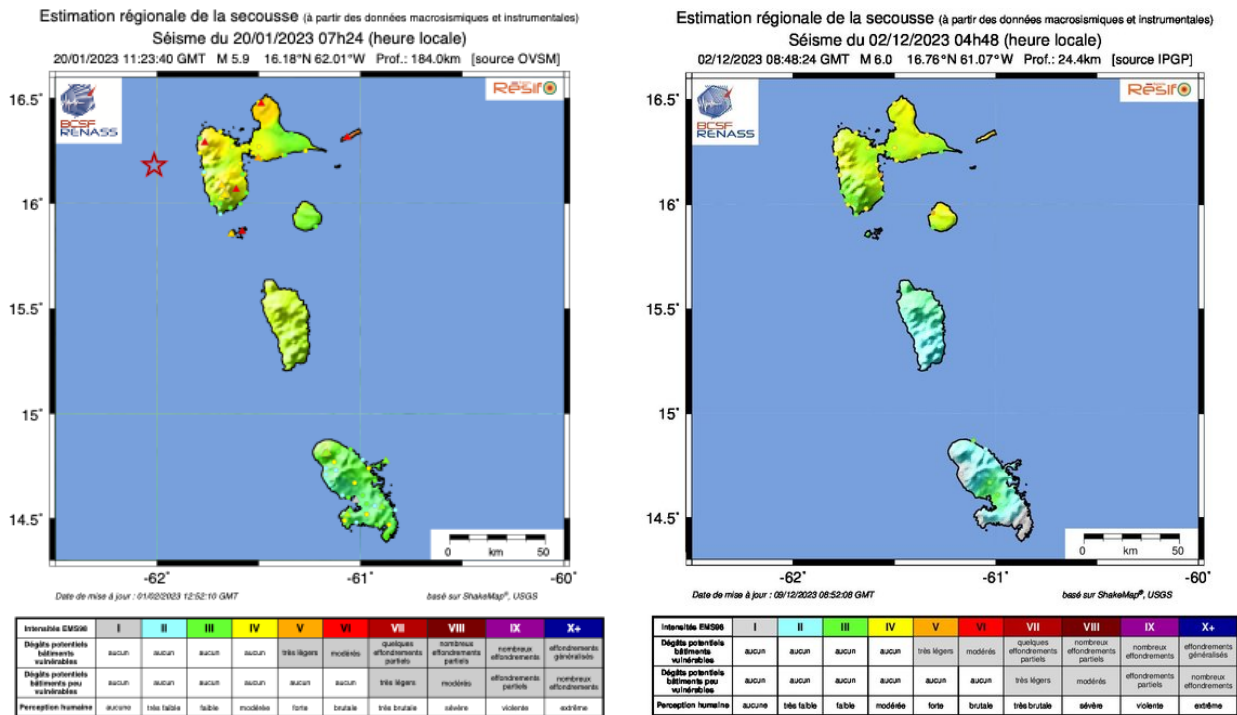 Estimation régionale de la secousse (à partir des données macrosismiques et instrumentales)
Séisme du 20/01/2023 07h24 (heure locale)
20/01/2023 11:23:40 GMT M 5.9 16.18°N 62.01°W Prof.: 184.0km [source OVSM]
BCSF
RENASS
Résif
16.5°
16°
15.5°
15°
14.5°
0 km 50
-62° -61° -60°
Date de mise à jour : 01/02/2023 12:52:10 GMT basé sur ShakeMap®, USGS
Intensités EMS98 I II III IV V VI VII VIII IX X+
Dégâts potentiels bâtiments vulnérables aucun aucun aucun aucun très légers modérés quelques effondrements partiels nombreux effondrements partiels nombreux effondrements effondrements généralisés
Dégâts potentiels bâtiments peu vulnérables aucun aucun aucun aucun aucun aucun très légers modérés effondrements partiels nombreux effondrements
Perception humaine aucune très faible faible modérée forte brutale très brutale sévère violente extrême
Estimation régionale de la secousse (à partir des données macrosismiques et instrumentales)
Séisme du 02/12/2023 04h48 (heure locale)
02/12/2023 08:48:24 GMT M 6.0 16.76°N 61.07°W Prof.: 24.4km [source IPGP]
BCSF
RENASS
Résif
16.5°
16°
15.5°
15°
14.5°
0 km 50
-62° -61° -60°
Date de mise à jour : 09/12/2023 08:52:08 GMT basé sur ShakeMap®, USGS
Intensités EMS98 I II III IV V VI VII VIII IX X+
Dégâts potentiels bâtiments vulnérables aucun aucun aucun aucun très légers modérés quelques effondrements partiels nombreux effondrements partiels nombreux effondrements effondrements généralisés
Dégâts potentiels bâtiments peu vulnérables aucun aucun aucun aucun aucun aucun très légers modérés effondrements partiels nombreux effondrements
Perception humaine aucune très faible faible modérée forte brutale très brutale sévère violente extrême